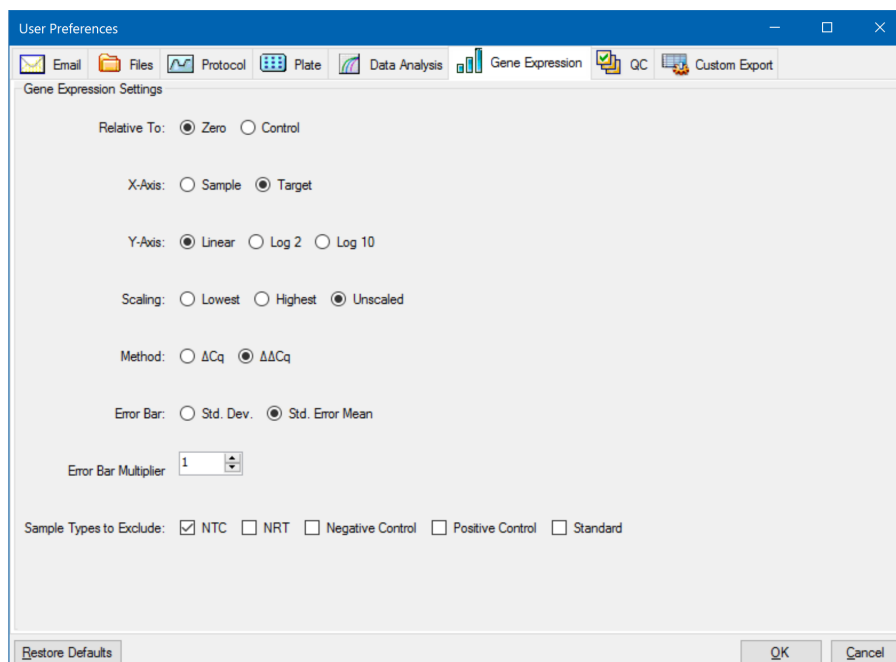 User Preferences
Email Files Protocol Plate Data Analysis Gene Expression QC Custom Export
Gene Expression Settings
Relative To: Zero Control
X-Axis: Sample Target
Y-Axis: Linear Log 2 Log 10
Scaling: Lowest Highest Unscaled
Method: ΔCq ΔΔCq
Error Bar: Std. Dev. Std. Error Mean
Error Bar Multiplier 1
Sample Types to Exclude: NTC NRT Negative Control Positive Control Standard
Restore Defaults OK Cancel